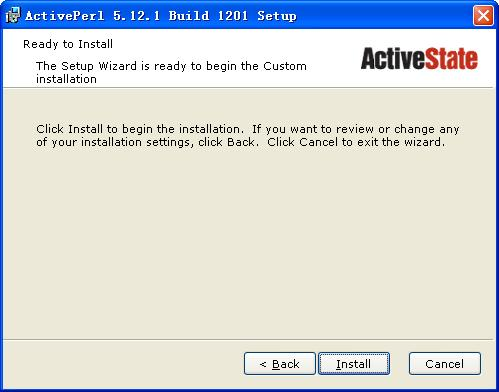 ActivePerl 5.12.1 Build 1201 Setup
Ready to Install
The Setup Wizard is ready to begin the Custom
installation
ActiveState
Click Install to begin the installation. If you want to review or change any
of your installation settings, click Back. Click Cancel to exit the wizard.
< Back
Install
Cancel